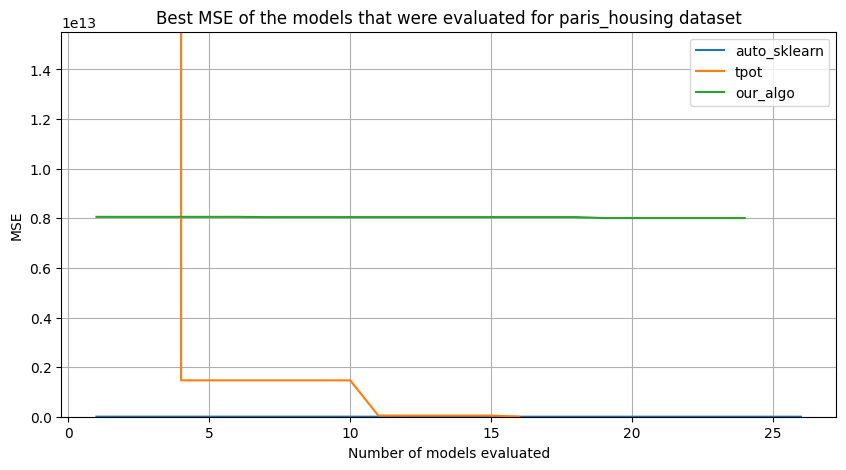 Best MSE of the models that were evaluated for paris_housing dataset
1e13
auto_sklearn
tpot
our_algo
MSE
1.4
1.2
1.0
0.8
0.6
0.4
0.2
0.0
0 5 10 15 20 25
Number of models evaluated